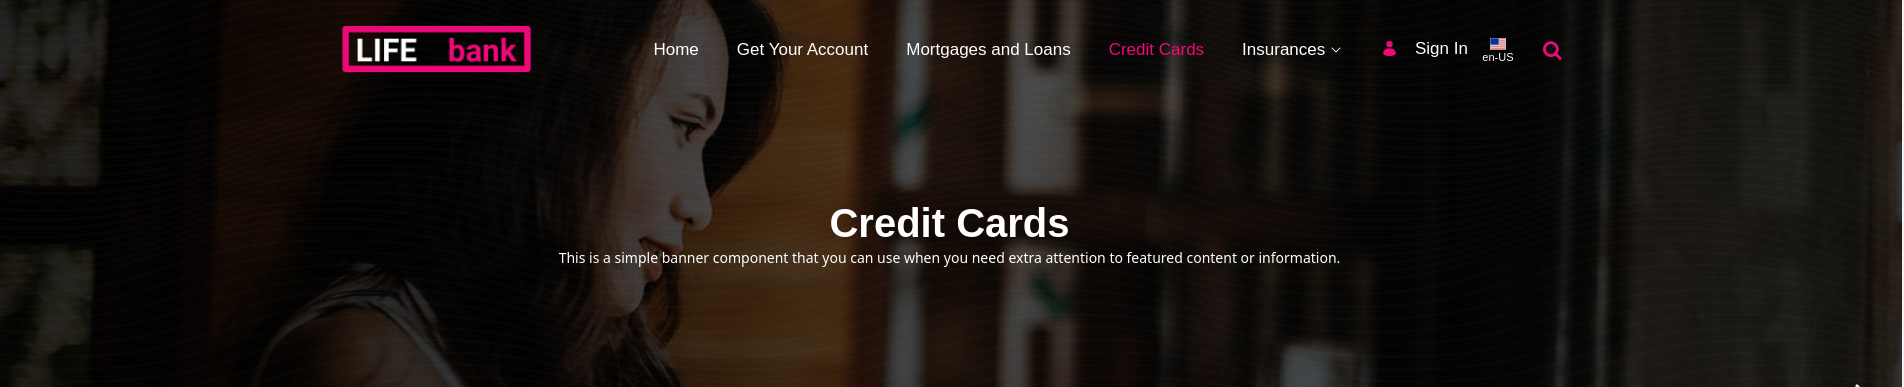 LIFE bank
Home Get Your Account Mortgages and Loans Credit Cards Insurances Sign In
en-US
Credit Cards
This is a simple banner component that you can use when you need extra attention to featured content or information.